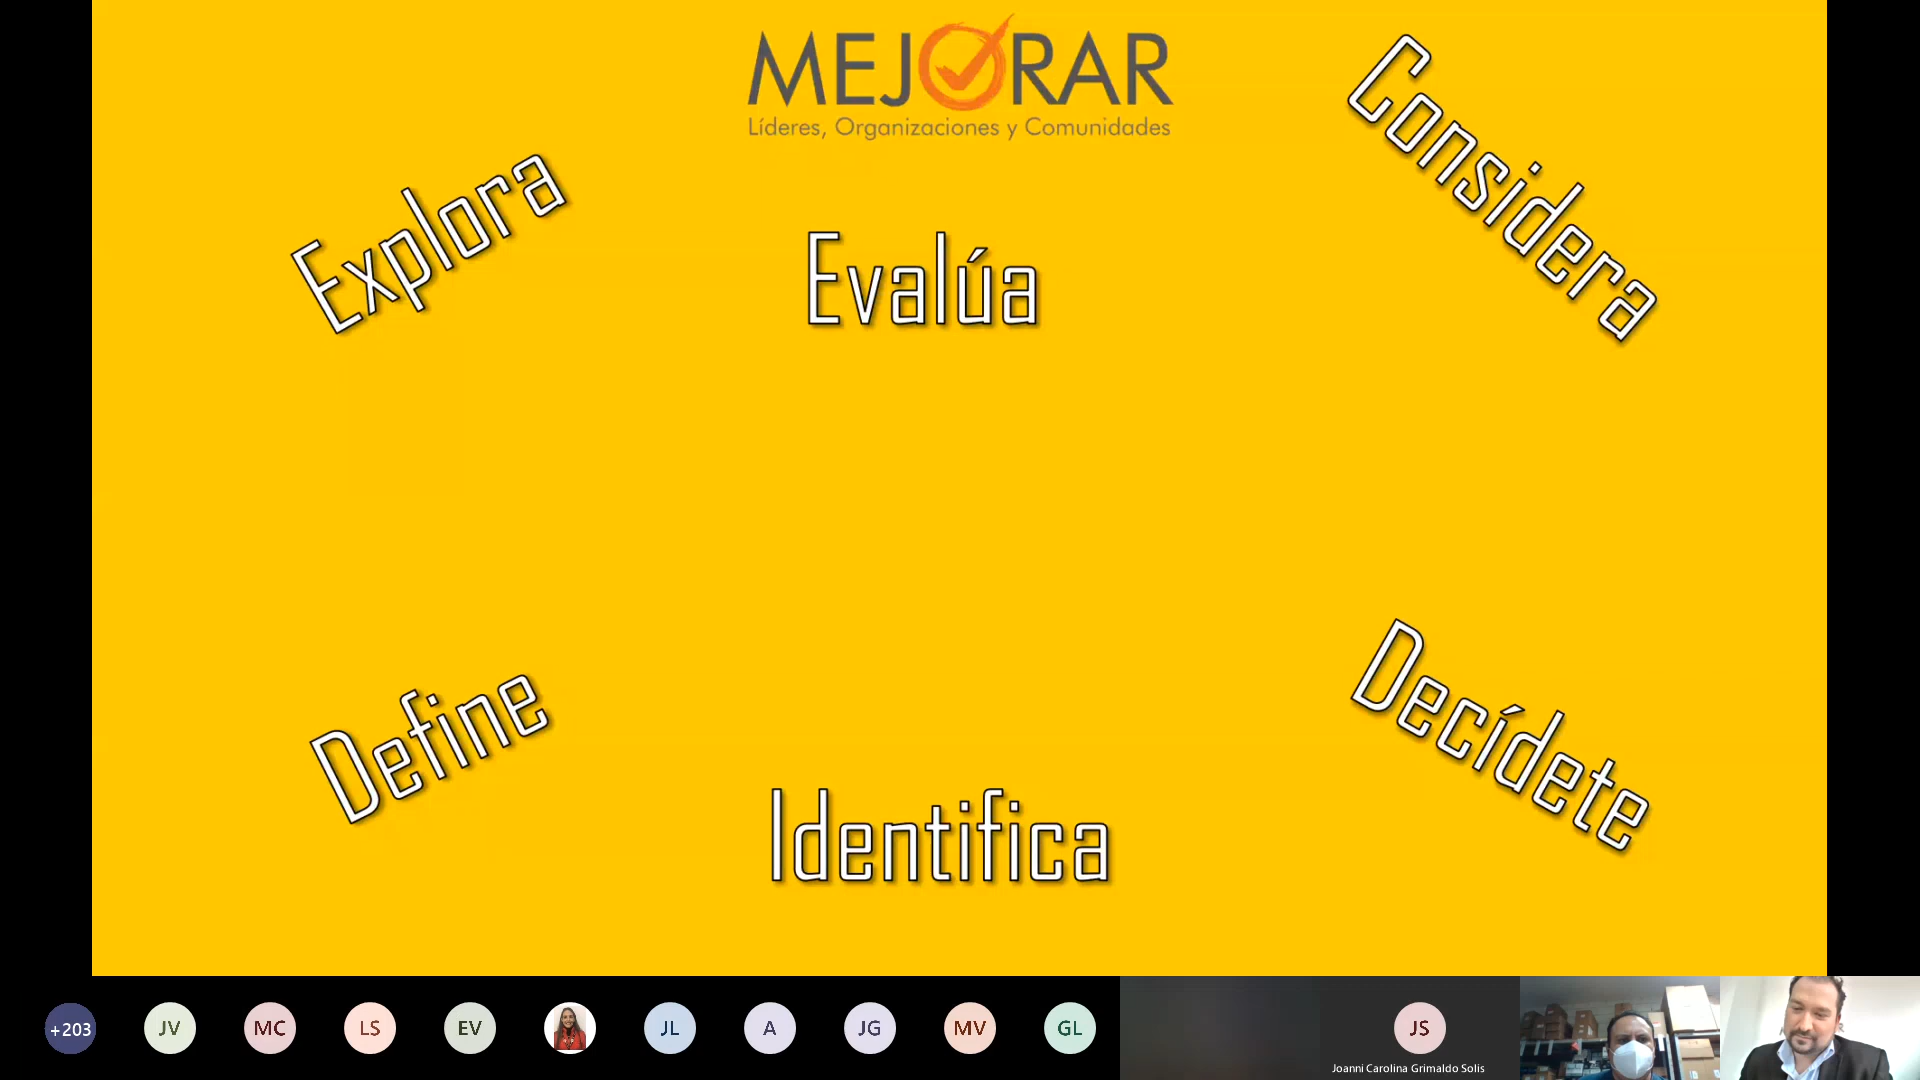 MEJORAR
Líderes, Organizaciones y Comunidades
Explora
Evalúa
Considera
Define
Identifica
Decídete
+203
JV
MC
LS
EV
JL
A
JG
MV
GL
JS
Joanni Carolina Grimaldo Solis